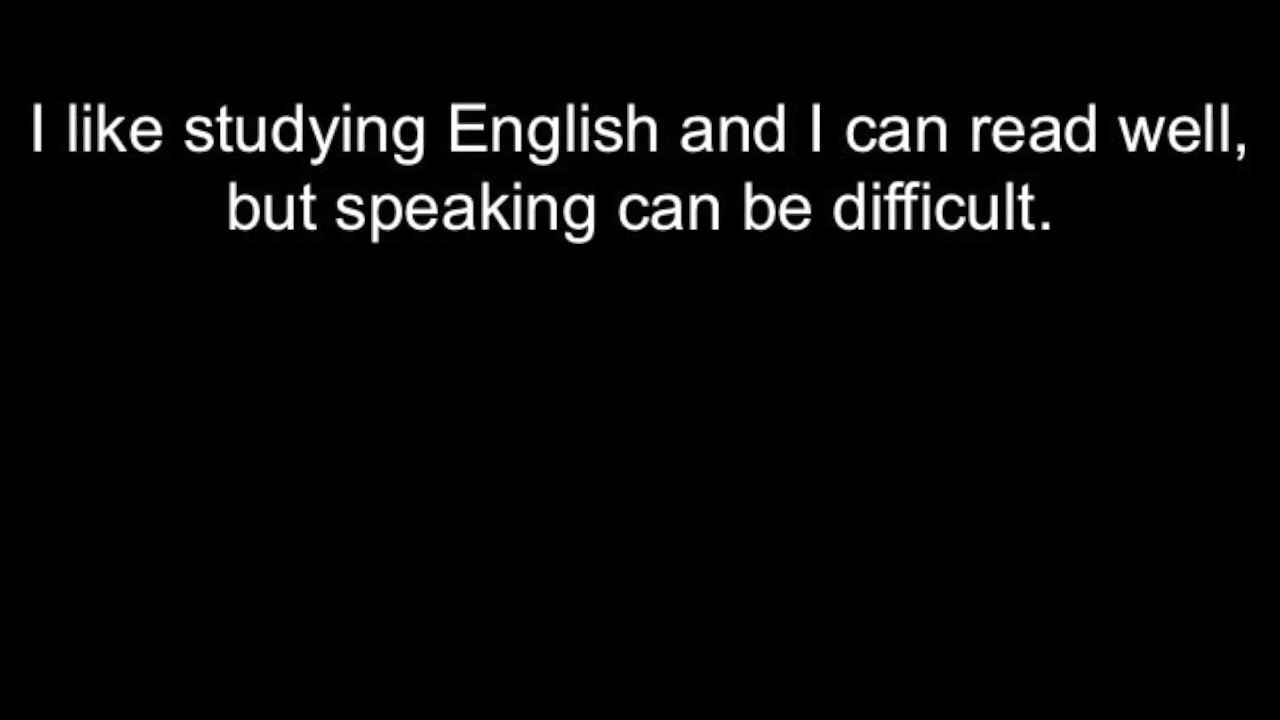 I like studying English and I can read well,
but speaking can be difficult.